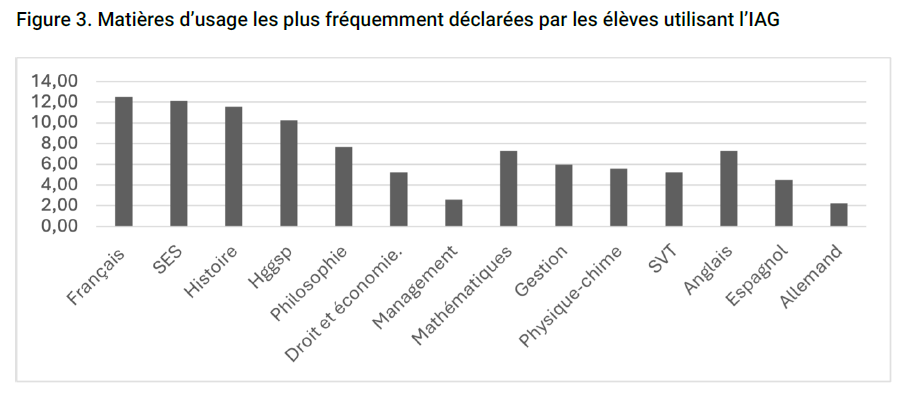 Figure 3. Matières d’usage les plus fréquemment déclarées par les élèves utilisant l’IAG
14,00
12,00
10,00
8,00
6,00
4,00
2,00
0,00
Français
SES
Histoire
Hggsp
Philosophie
Droit et économie.
Management
Mathématiques
Gestion
Physique-chime
SVT
Anglais
Espagnol
Allemand